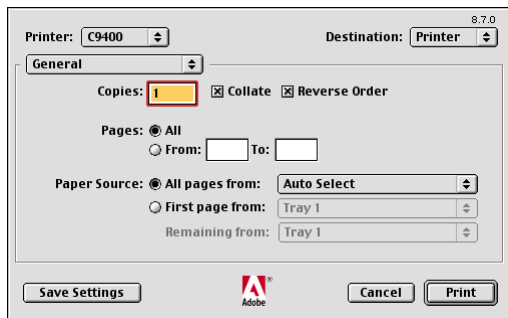 8.7.0
Printer: C9400 Destination: Printer
General
Copies: 1 Collate Reverse Order
Pages: All
From: To:
Paper Source: All pages from: Auto Select
First page from: Tray 1
Remaining from: Tray 1
Save Settings Adobe® Cancel Print